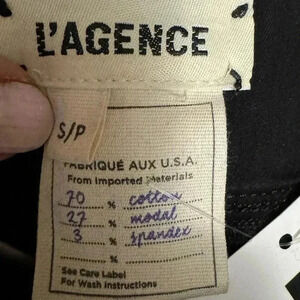 L'AGENCE
S/P
FABRIQUÉ AUX U.S.A.
From Imported Materials
70 % cotton
27 % modal
3 % spandex
%
See Care Label
For Wash Instructions